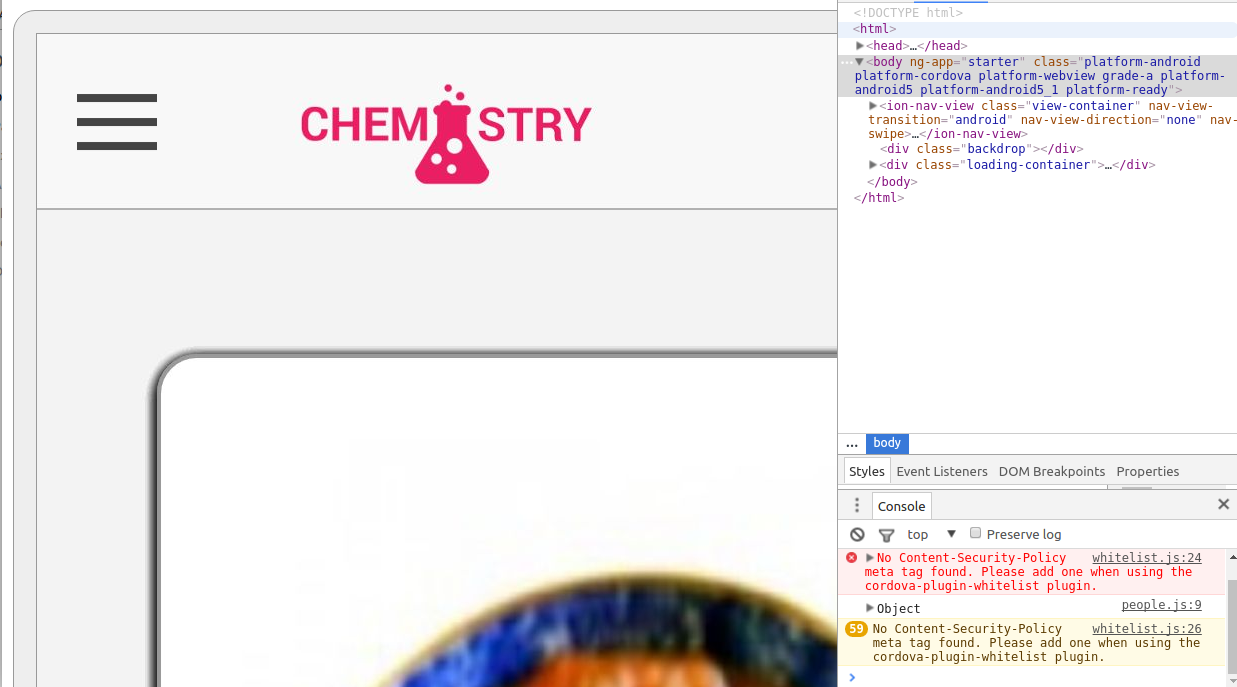 CHEMISTRY
<!DOCTYPE html>
<html>
<head>…</head>
<body ng-app="starter" class="platform-android
platform-cordova platform-webview grade-a platform-
android5 platform-android5_1 platform-ready">
<ion-nav-view class="view-container" nav-view-
transition="android" nav-view-direction="none" nav-
swipe>…</ion-nav-view>
<div class="backdrop"></div>
<div class="loading-container">…</div>
</body>
</html>
... body
Styles Event Listeners DOM Breakpoints Properties
Console
top Preserve log
No Content-Security-Policy whitelist.js:24
meta tag found. Please add one when using the
cordova-plugin-whitelist plugin.
Object people.js:9
59 No Content-Security-Policy whitelist.js:26
meta tag found. Please add one when using the
cordova-plugin-whitelist plugin.